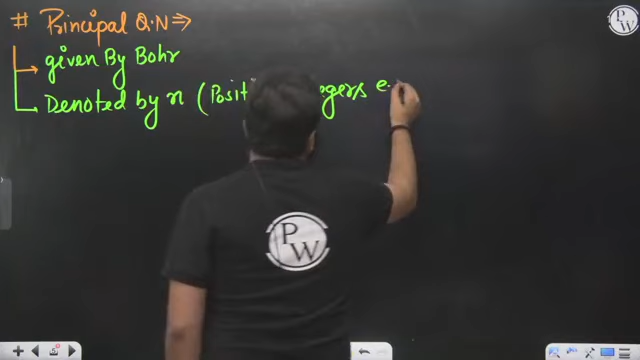 # Principal Q.N ⇒
given By Bohr
Denoted by n (Posit egers e.
P
W
PW